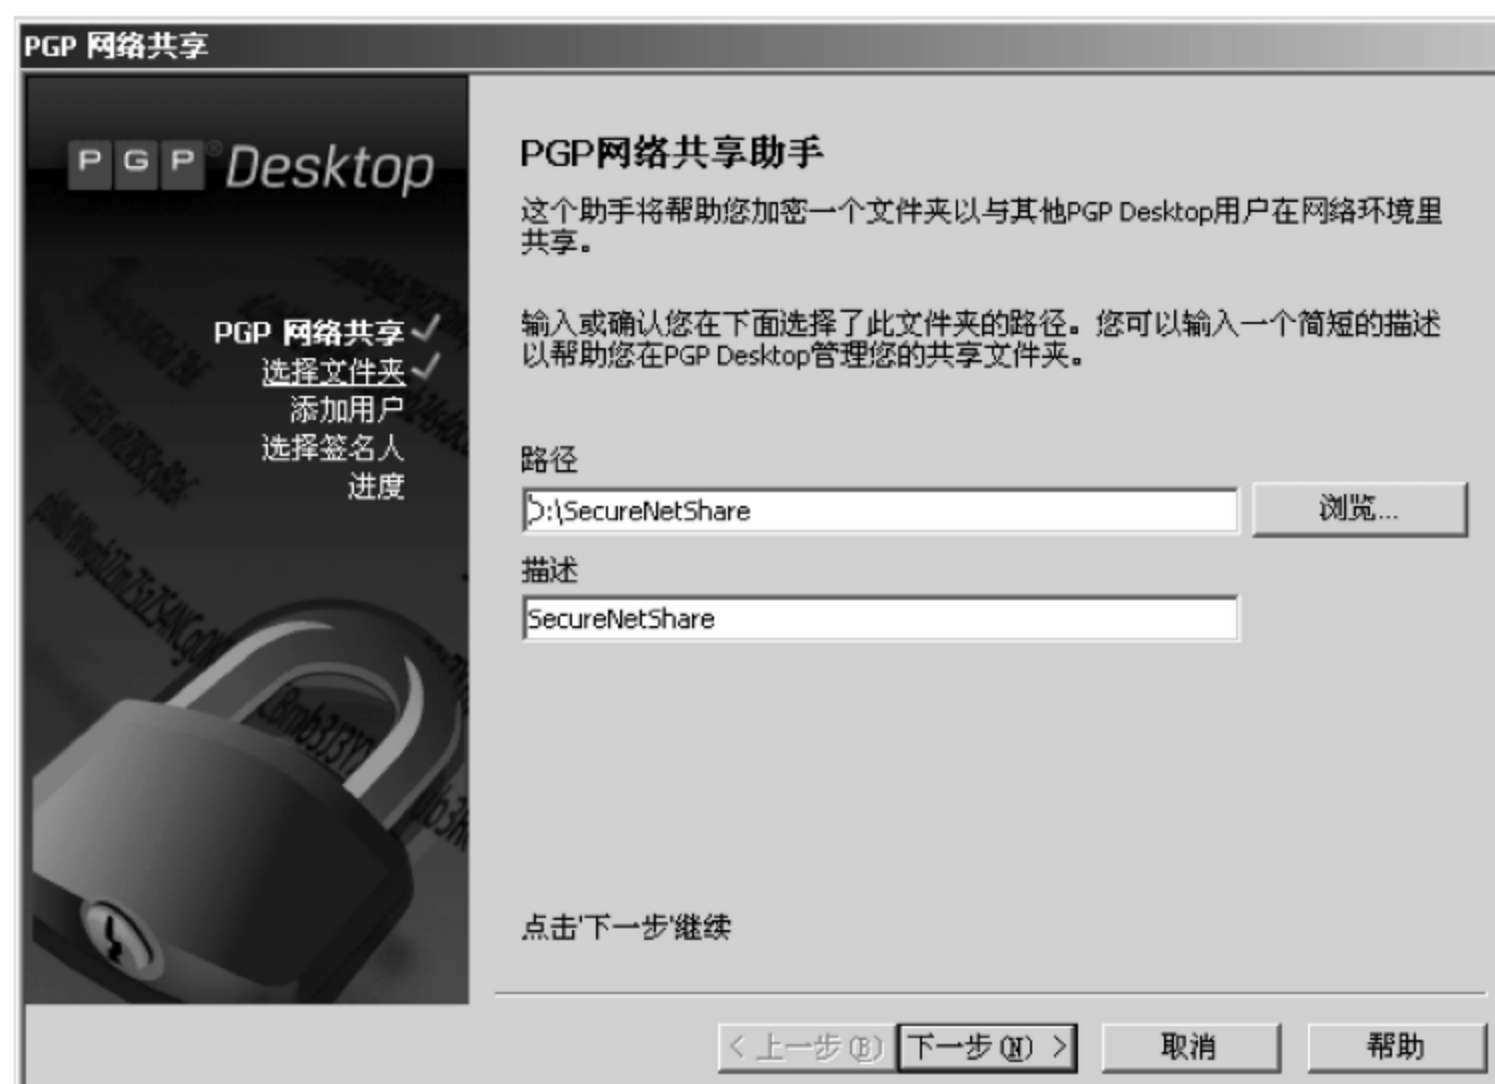 PGP 网络共享
PGP® Desktop
PGP 网络共享
选择文件夹
添加用户
选择签名人
进度
PGP网络共享助手
这个助手将帮助您加密一个文件夹以与其他PGP Desktop用户在网络环境里
共享。
输入或确认您在下面选择了此文件夹的路径。您可以输入一个简短的描述
以帮助您在PGP Desktop管理您的共享文件夹。
路径
D:\SecureNetShare
浏览...
描述
SecureNetShare
点击'下一步'继续
< 上一步(B)
下一步(N) >
取消
帮助